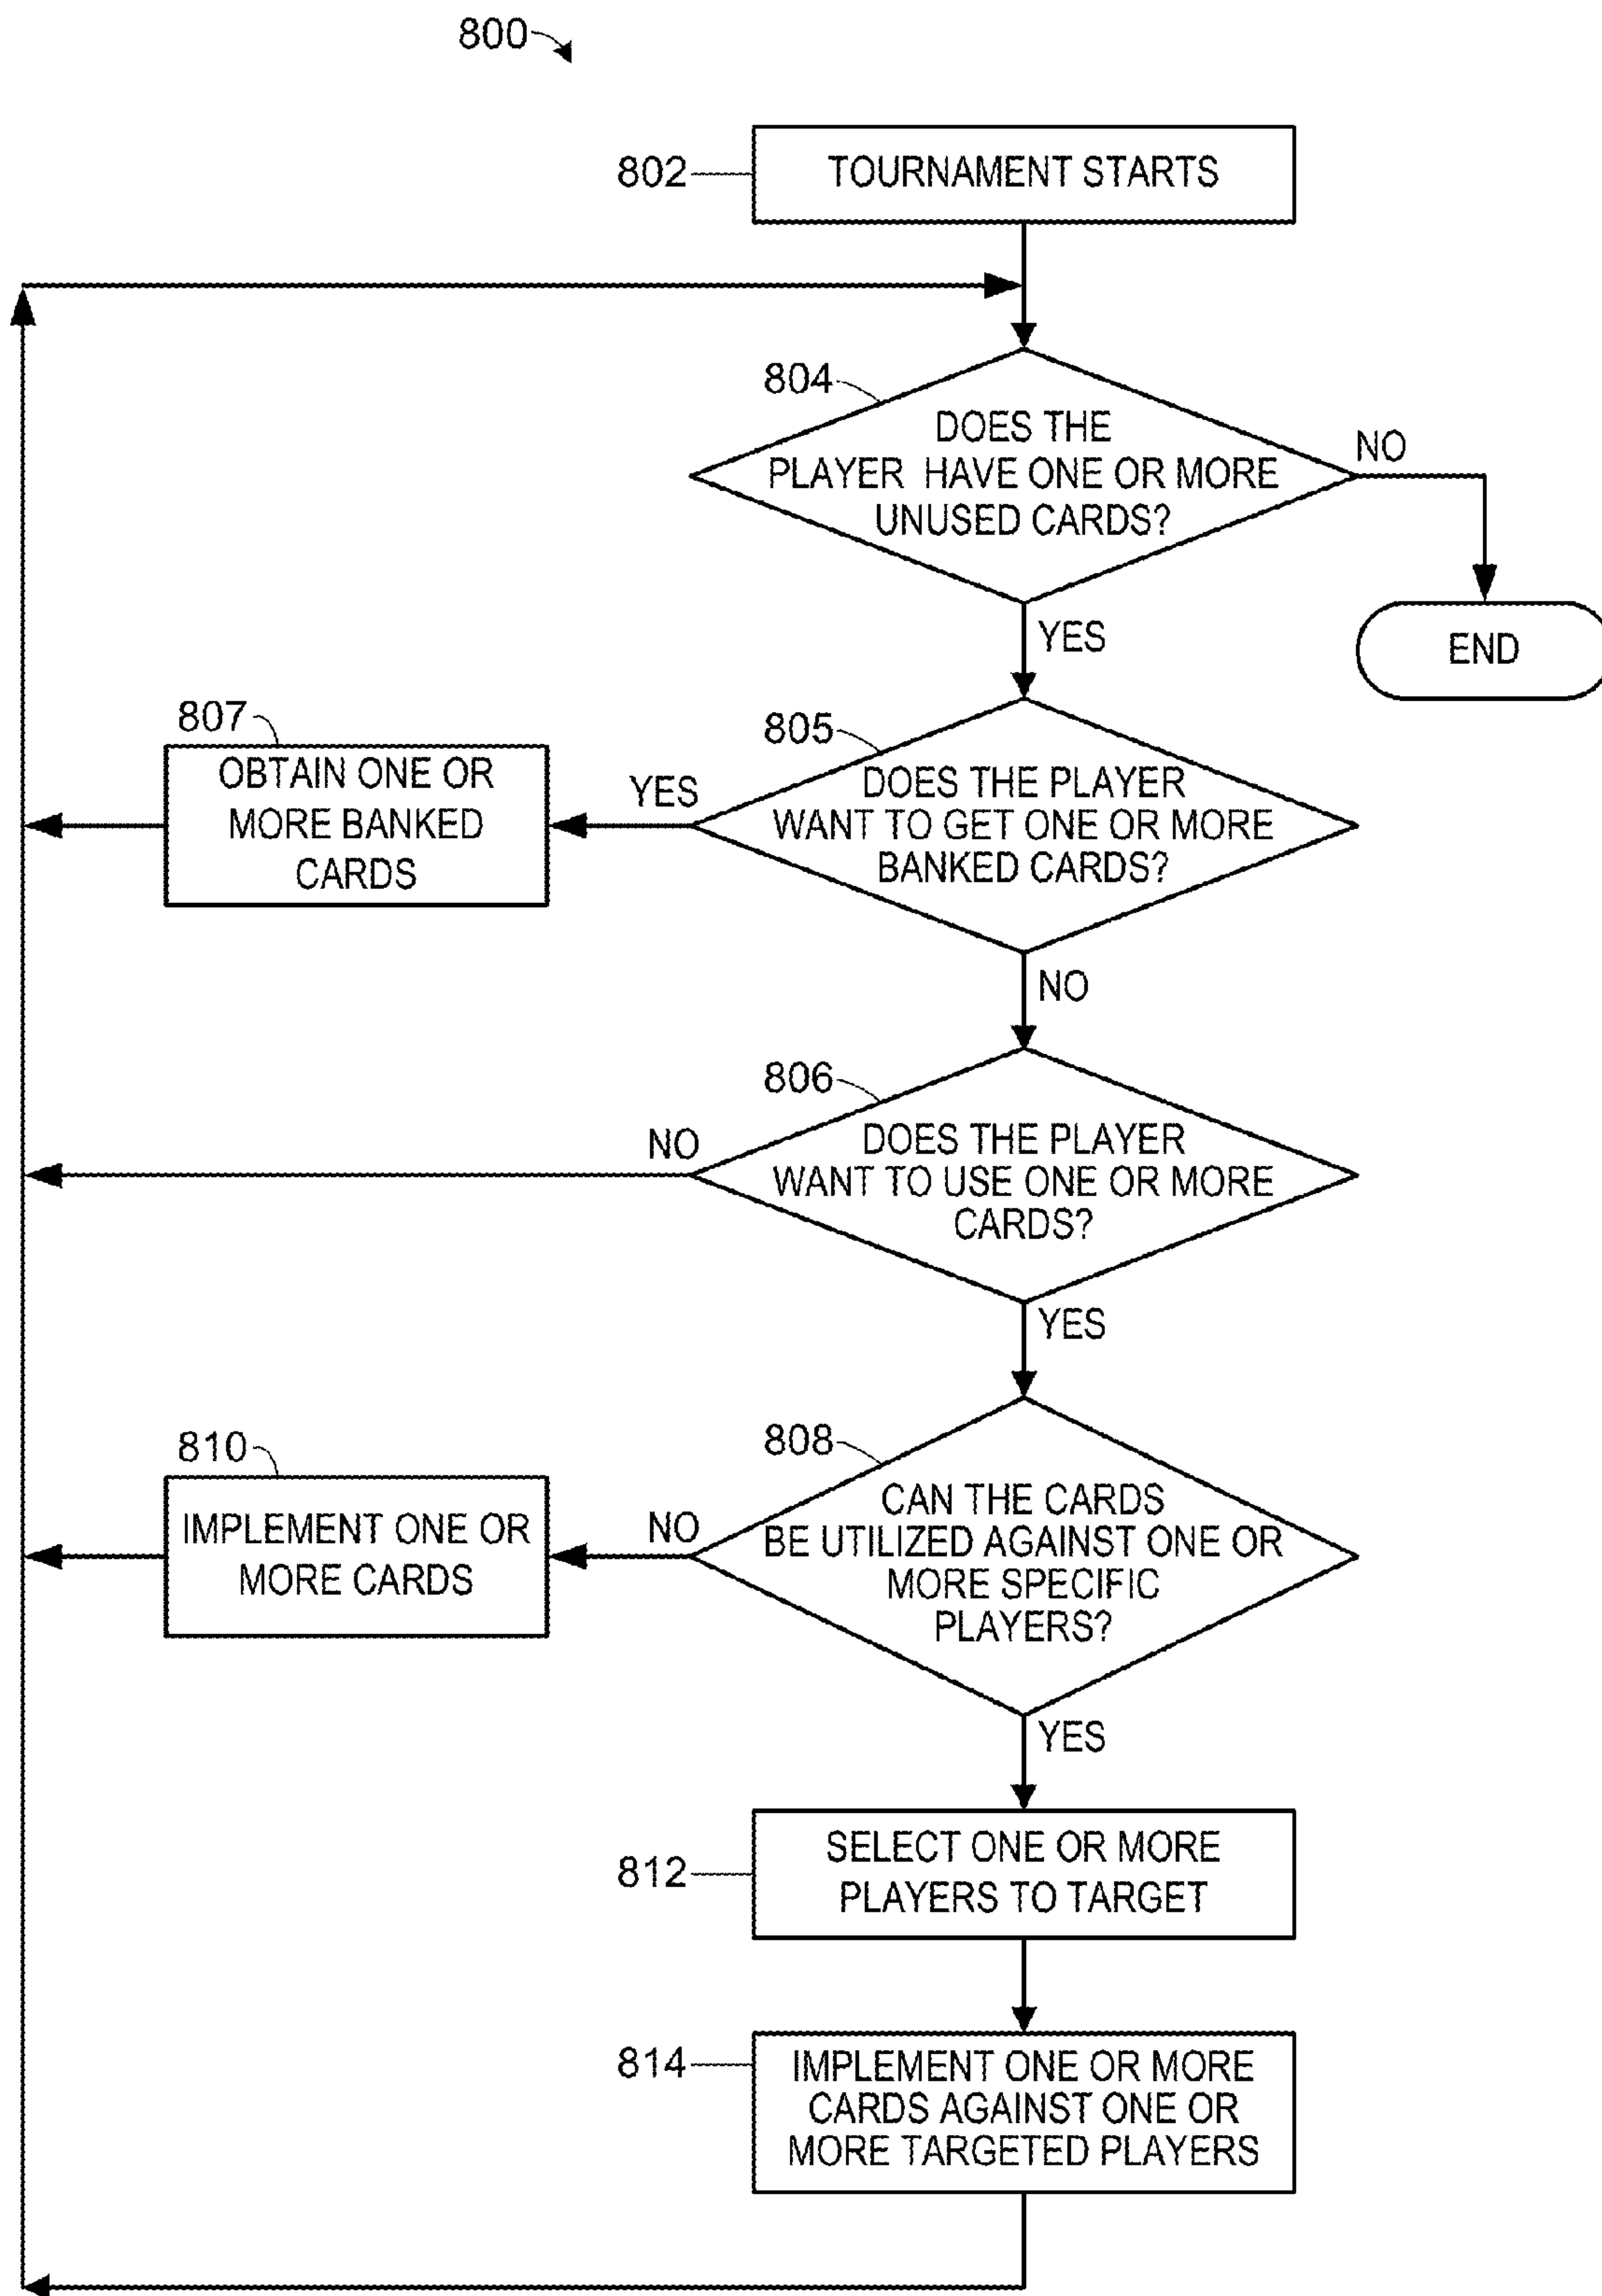 800
802
TOURNAMENT STARTS
804
DOES THE
PLAYER HAVE ONE OR MORE
UNUSED CARDS?
NO
END
YES
805
DOES THE PLAYER
WANT TO GET ONE OR MORE
BANKED CARDS?
YES
807
OBTAIN ONE OR
MORE BANKED
CARDS
NO
806
DOES THE PLAYER
WANT TO USE ONE OR MORE
CARDS?
NO
YES
808
CAN THE CARDS
BE UTILIZED AGAINST ONE OR
MORE SPECIFIC
PLAYERS?
NO
810
IMPLEMENT ONE OR
MORE CARDS
YES
812
SELECT ONE OR MORE
PLAYERS TO TARGET
814
IMPLEMENT ONE OR MORE
CARDS AGAINST ONE OR
MORE TARGETED PLAYERS